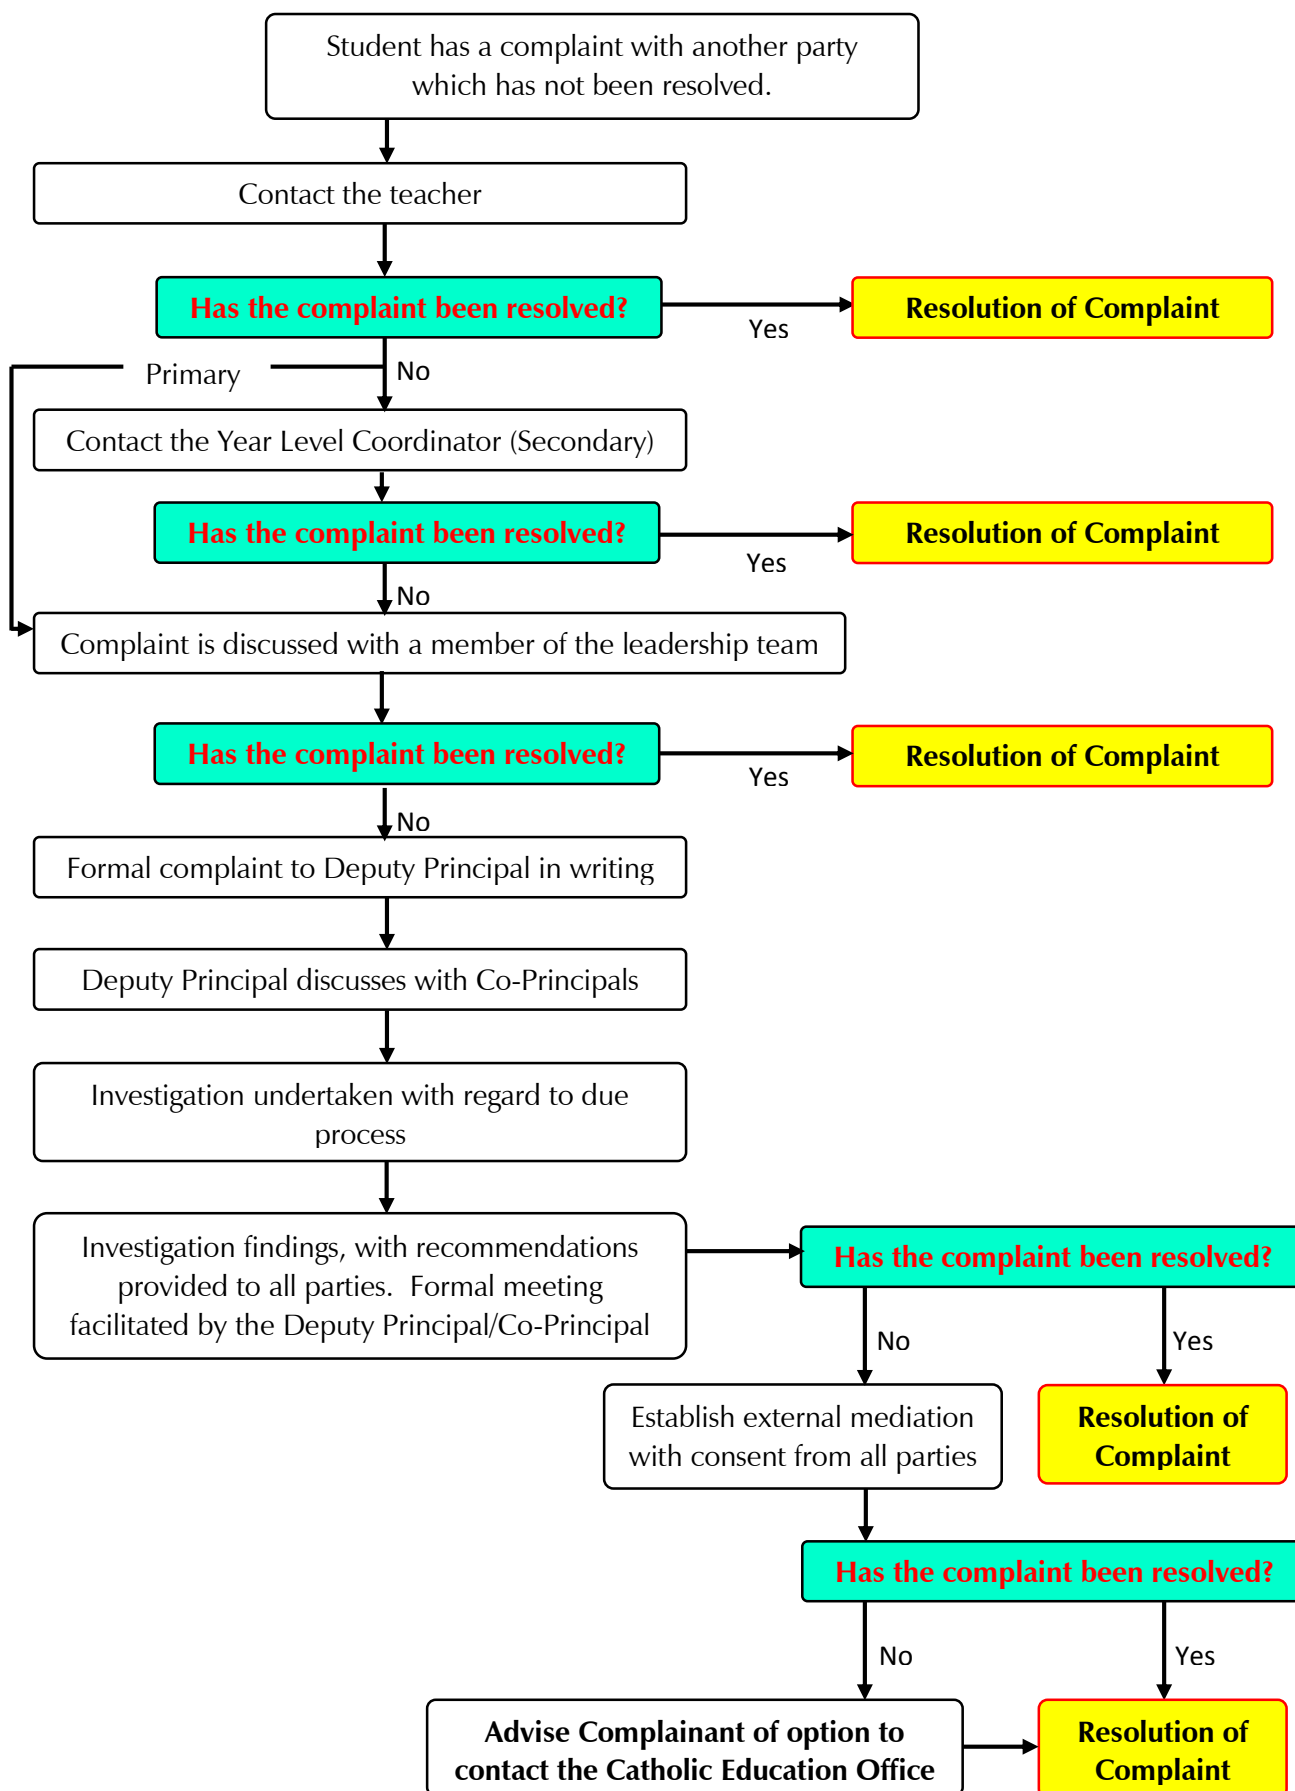 Student has a complaint with another party
which has not been resolved.
Contact the teacher
Has the complaint been resolved?
Yes
Resolution of Complaint
Primary
No
Contact the Year Level Coordinator (Secondary)
Has the complaint been resolved?
Yes
Resolution of Complaint
No
Complaint is discussed with a member of the leadership team
Has the complaint been resolved?
Yes
Resolution of Complaint
No
Formal complaint to Deputy Principal in writing
Deputy Principal discusses with Co-Principals
Investigation undertaken with regard to due
process
Investigation findings, with recommendations
provided to all parties.  Formal meeting
facilitated by the Deputy Principal/Co-Principal
Has the complaint been resolved?
No
Yes
Establish external mediation
with consent from all parties
Resolution of
Complaint
Has the complaint been resolved?
No
Yes
Advise Complainant of option to
contact the Catholic Education Office
Resolution of
Complaint